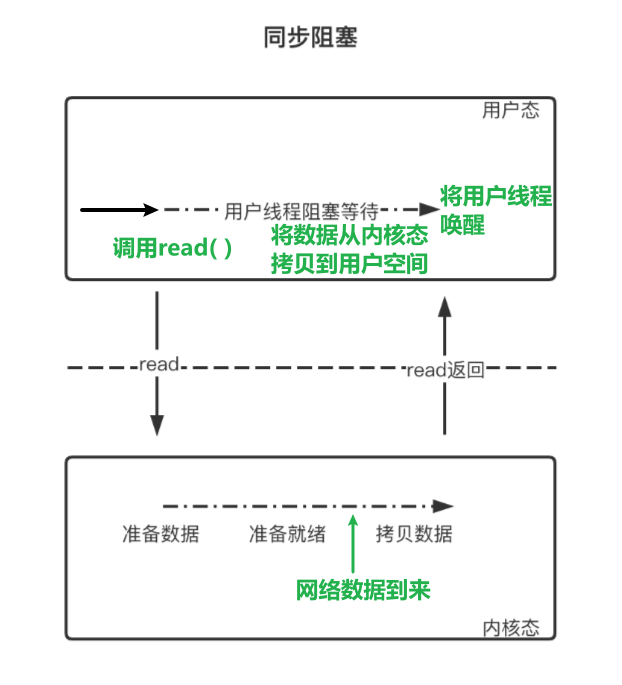 同步阻塞
用户态
用户线程阻塞等待
将用户线程
唤醒
调用read( )
将数据从内核态
拷贝到用户空间
read
read返回
准备数据
准备就绪
拷贝数据
网络数据到来
内核态